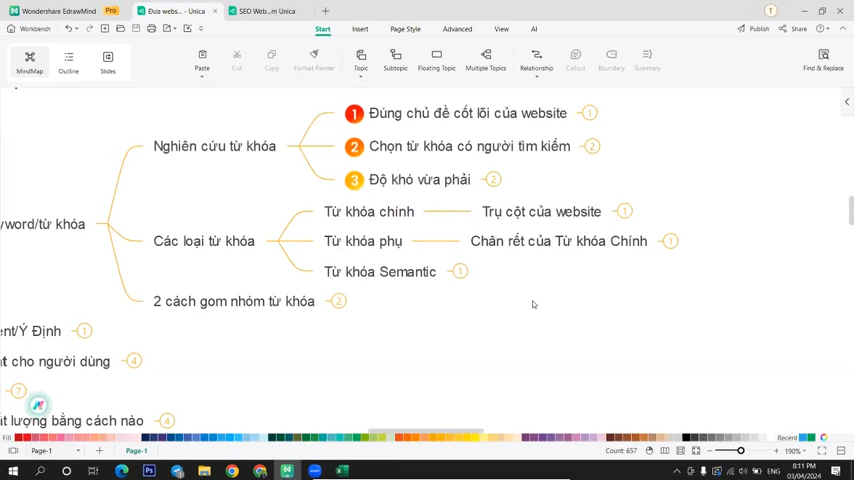 Wondershare EdrawMind Pro
Đưa webs... - Unica
SEO Web...m Unica
Workbench
Start Insert Page Style Advanced View AI
Publish Share
MindMap Outline Slides Paste Cut Copy Format Painter Topic Subtopic Floating Topic Multiple Topics Relationship Callout Boundary Summary Find & Replace
1 Đúng chủ đề cốt lõi của website 1
Nghiên cứu từ khóa
2 Chọn từ khóa có người tìm kiếm 2
3 Độ khó vừa phải 2
Từ khóa chính Trụ cột của website 1
yword/từ khóa
Các loại từ khóa
Từ khóa phụ Chân rết của Từ khóa Chính 1
Từ khóa Semantic 1
2 cách gom nhóm từ khóa 2
ent/Ý Định 1
t cho người dùng 4
7
ất lượng bằng cách nào 4
Fill
Recent
Page-1
Page-1
Count: 657
190%
ENG
8:11 PM
03/04/2024